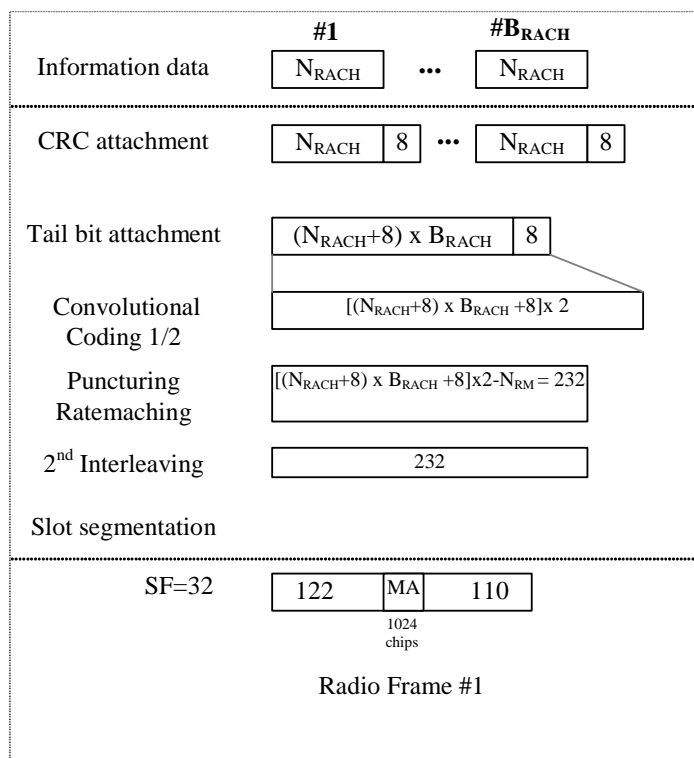 #1 #B_RACH
Information data N_RACH ... N_RACH
CRC attachment N_RACH 8 ... N_RACH 8
Tail bit attachment (N_RACH+8) x B_RACH 8
Convolutional
Coding 1/2
[(N_RACH+8) x B_RACH +8]x 2
Puncturing
Ratemaching
[(N_RACH+8) x B_RACH +8]x2-N_RM = 232
2nd Interleaving 232
Slot segmentation
SF=32 122 MA 110
1024
chips
Radio Frame #1